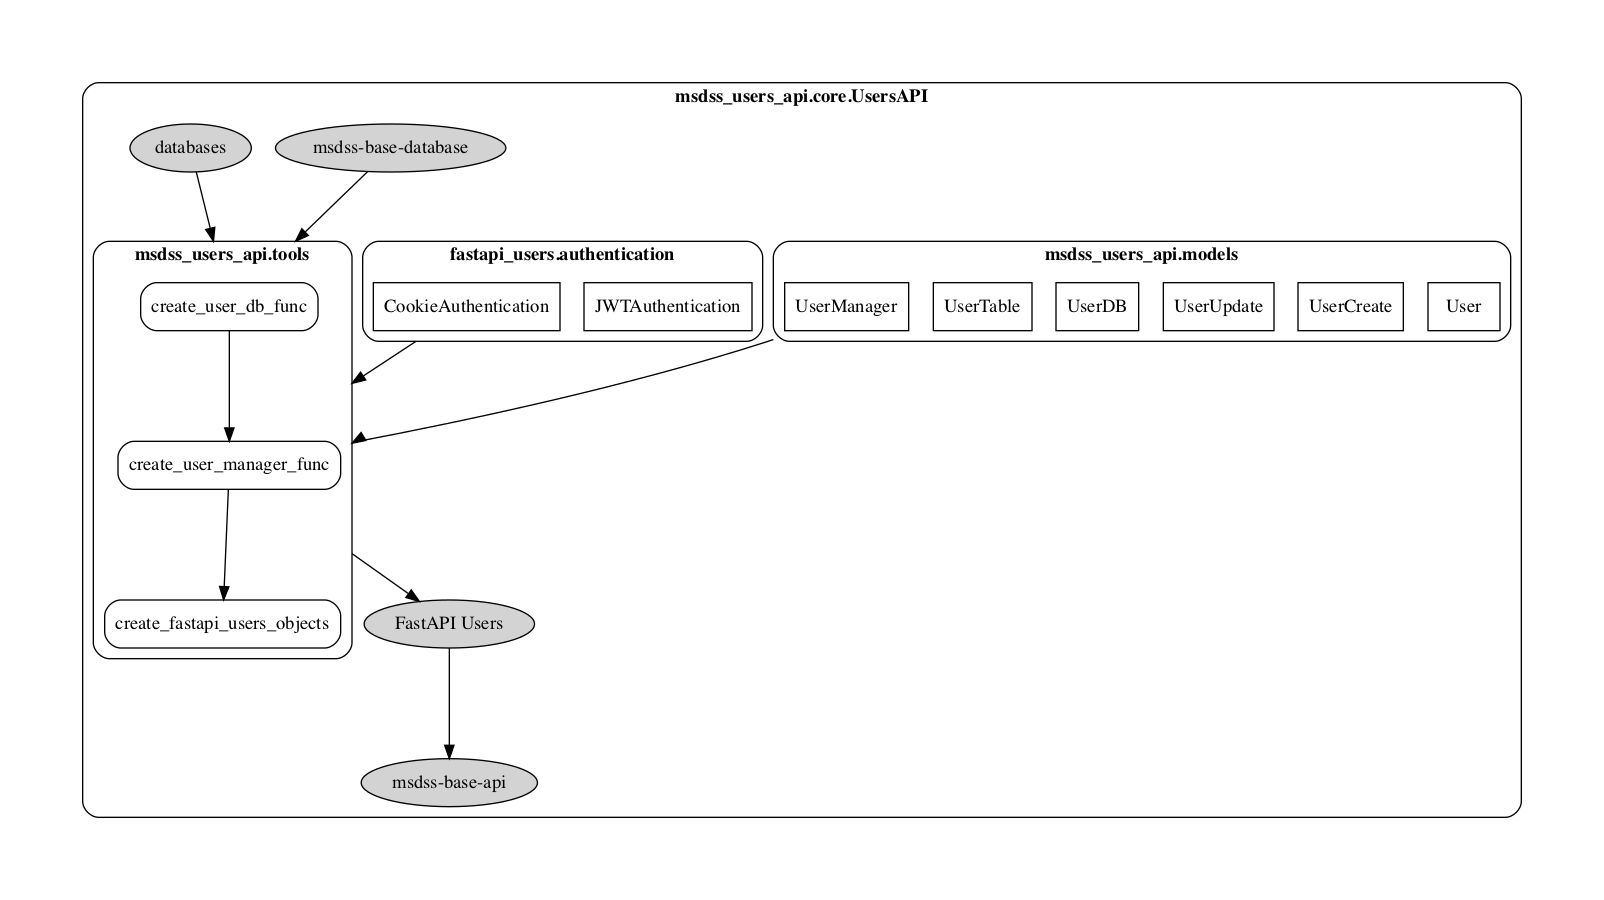 msdss_users_api.core.UsersAPI
databases
msdss-base-database
msdss_users_api.tools
fastapi_users.authentication
msdss_users_api.models
create_user_db_func
CookieAuthentication
JWTAuthentication
UserManager
UserTable
UserDB
UserUpdate
UserCreate
User
create_user_manager_func
create_fastapi_users_objects
FastAPI Users
msdss-base-api